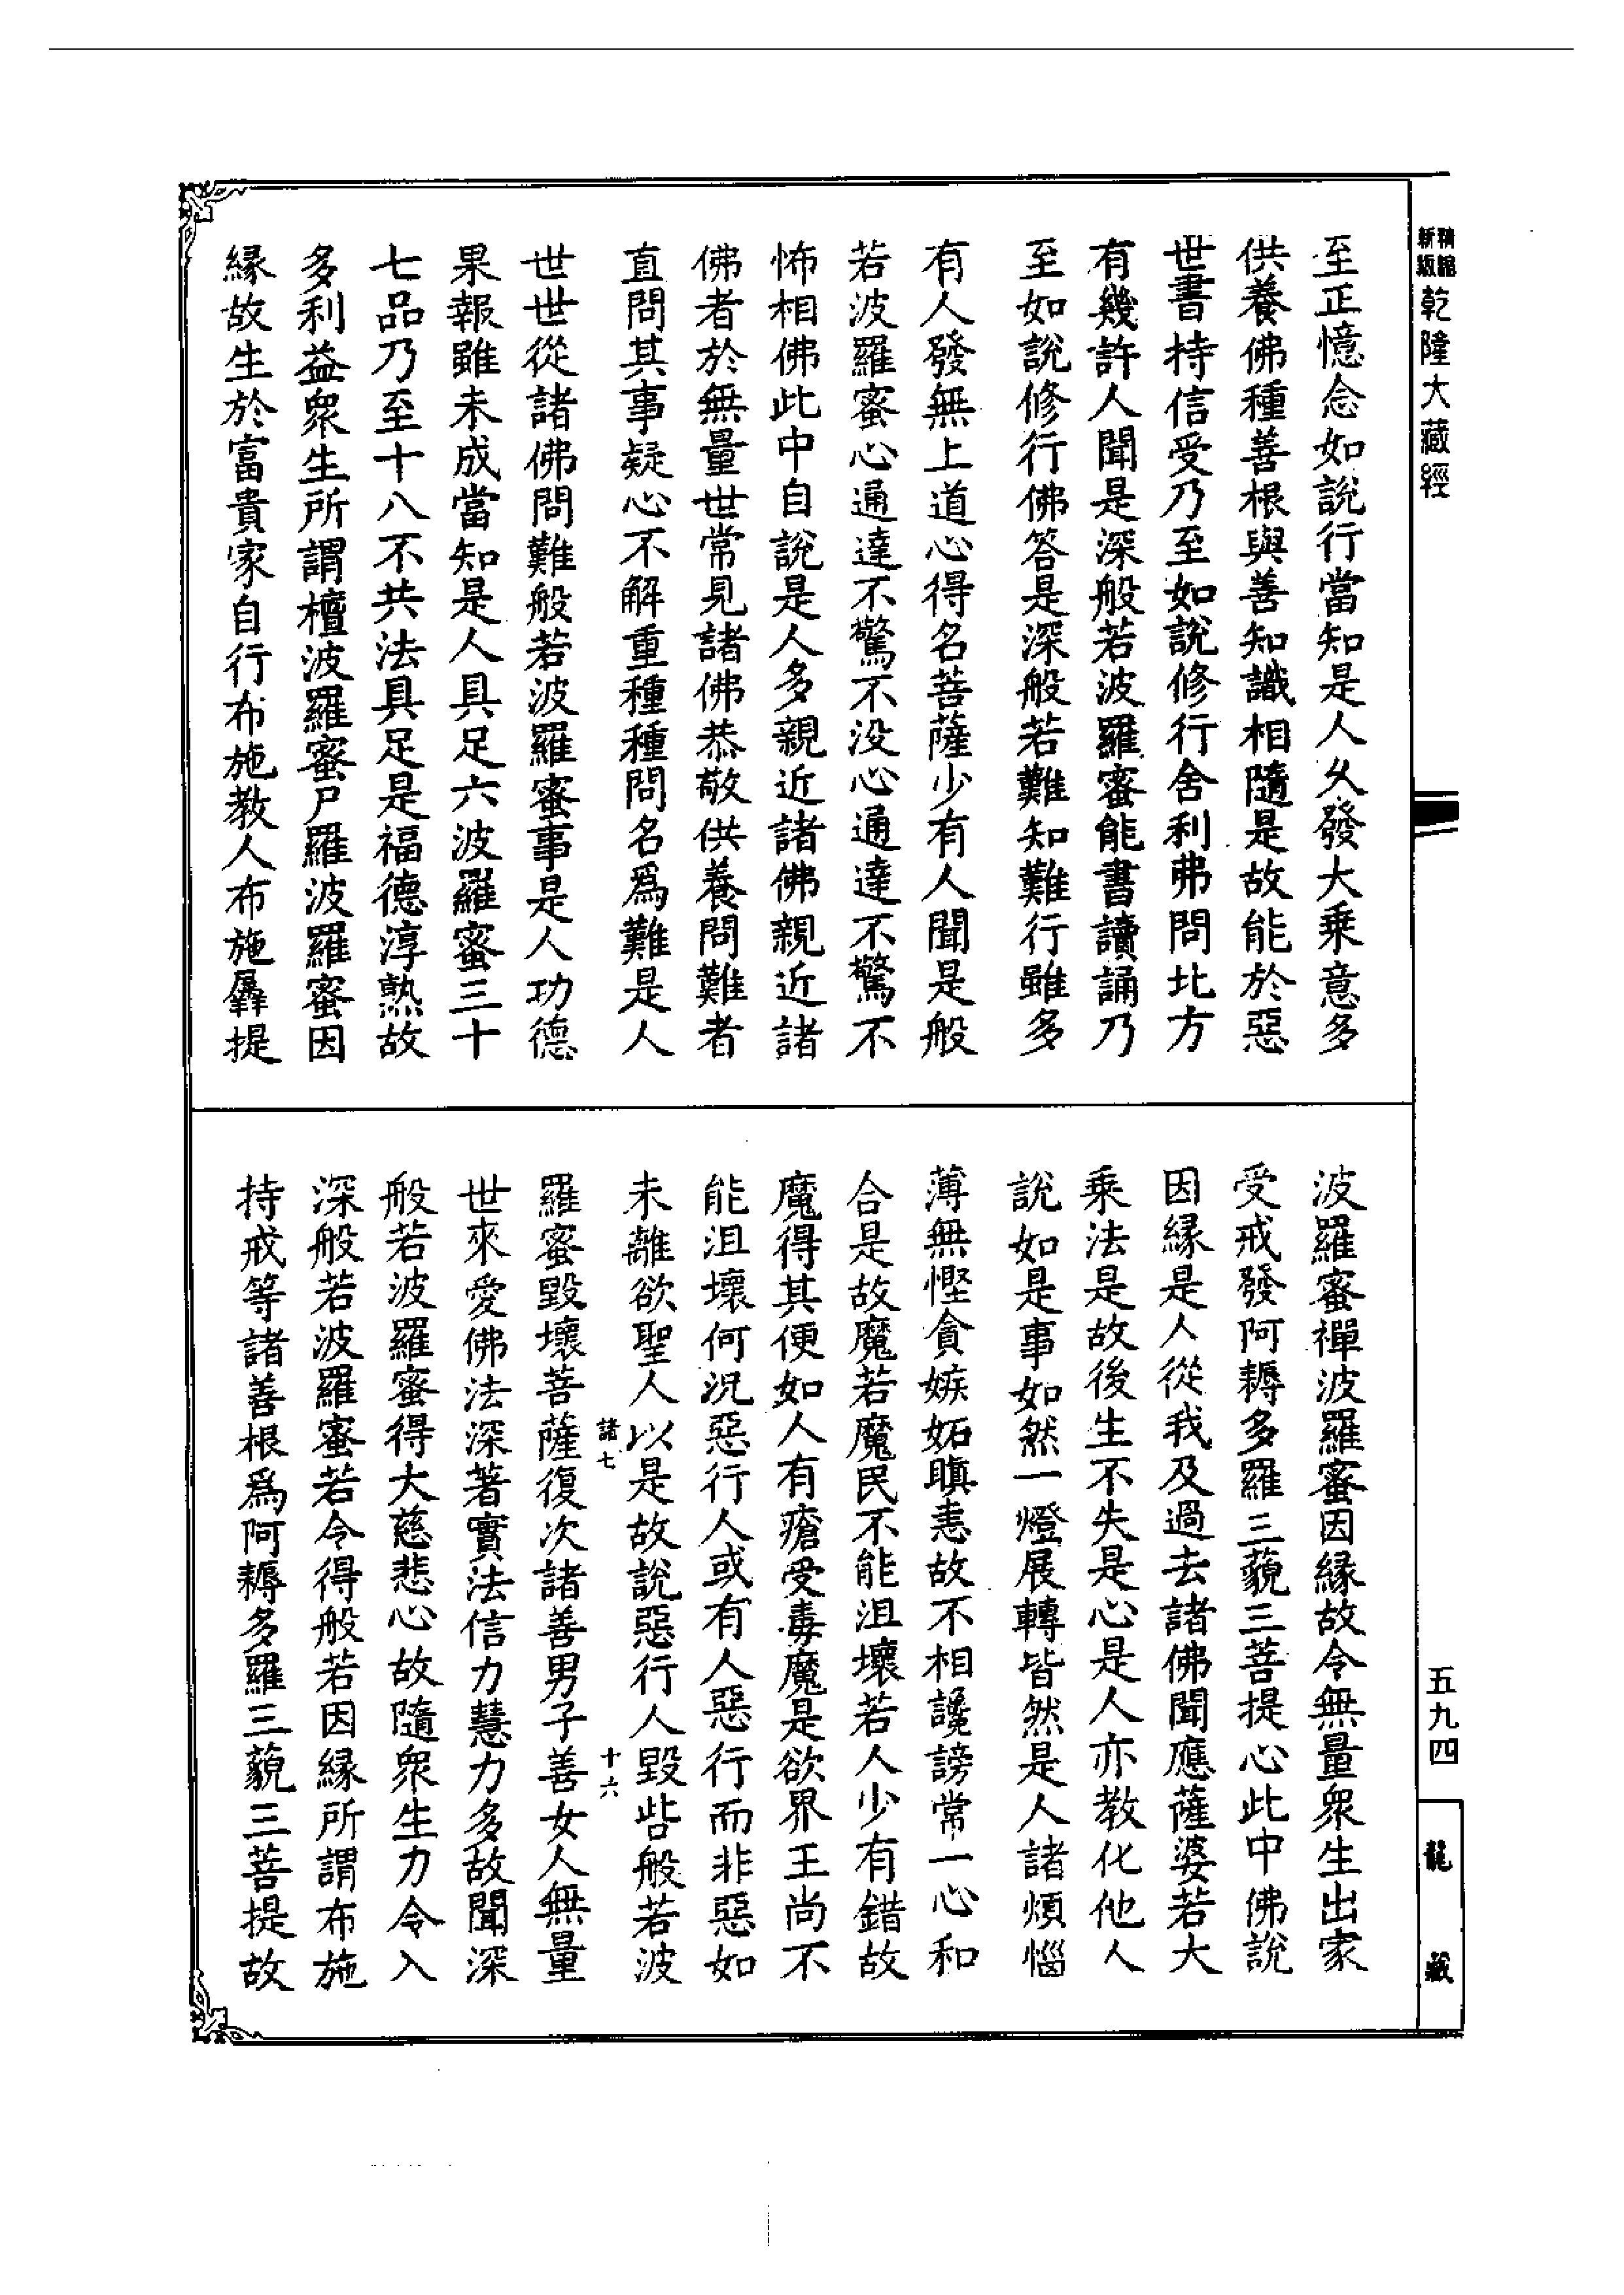 新版精縮乾隆大藏經
至正憶念如說行當知是人久發大乘意多
供養佛種善根與善知識相隨是故能於惡
世書持信受乃至如說修行舍利弗問北方
有幾許人聞是深般若波羅蜜能書讀誦乃
至如說修行佛答是深般若難知難行雖多
有人發無上道心得名菩薩少有人聞是般
若波羅蜜心通達不驚不沒心通達不驚不
怖相佛此中自說是人多親近諸佛親近諸
佛者於無量世常見諸佛恭敬供養問難者
直問其事疑心不解重種種問名為難是人
世世從諸佛問難般若波羅蜜事是人功德
果報雖未成當知是人具足六波羅蜜三十
七品乃至十八不共法具足是福德淳熟故
多利益眾生所謂檀波羅蜜尸羅波羅蜜因
緣故生於富貴家自行布施教人布施羼提
波羅蜜禪波羅蜜因緣故令無量眾生出家
受戒發阿耨多羅三藐三菩提心此中佛說
因緣是人從我及過去諸佛聞應薩婆若大
乘法是故後生不失是心是人亦教化他人
說如是事如然一燈展轉皆然是人諸煩惱
薄無慳貪嫉妬瞋恚故不相讒謗常一心和
合是故魔若魔民不能沮壞若人少有錯故
魔得其便如人有瘡受毒魔是欲界王尚不
能沮壞何況惡行人或有人惡行而非惡如
未離欲聖人以是故說惡行人毀呰般若波
諸七 十六
羅蜜毀壞菩薩復次諸善男子善女人無量
世來愛佛法深著實法信力慧力多故聞深
般若波羅蜜得大慈悲心故隨眾生力令入
深般若波羅蜜若令得般若因緣所謂布施
持戒等諸善根為阿耨多羅三藐三菩提故
五九四
龍藏